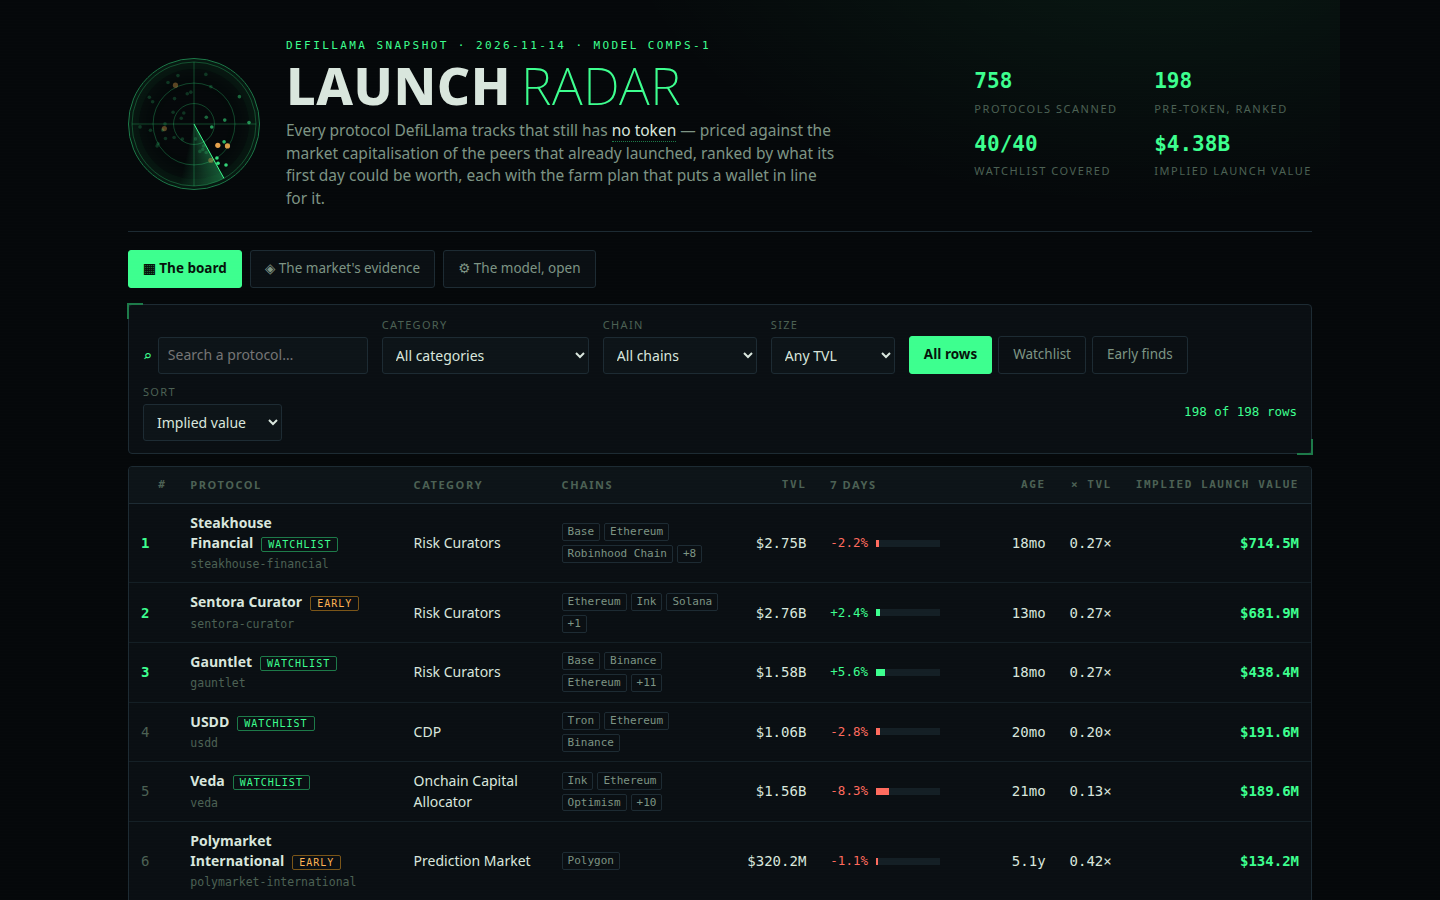 DEFILLAMA SNAPSHOT · 2026-11-14 · MODEL COMPS-1
LAUNCH RADAR
Every protocol DefiLlama tracks that still has no token — priced against the
market capitalisation of the peers that already launched, ranked by what its
first day could be worth, each with the farm plan that puts a wallet in line
for it.
758
PROTOCOLS SCANNED
198
PRE-TOKEN, RANKED
40/40
WATCHLIST COVERED
$4.38B
IMPLIED LAUNCH VALUE
▦ The board
◈ The market's evidence
⚙ The model, open
CATEGORY
CHAIN
SIZE
Search a protocol...
All categories
All chains
Any TVL
All rows
Watchlist
Early finds
SORT
Implied value
198 of 198 rows
# PROTOCOL CATEGORY CHAINS TVL 7 DAYS AGE × TVL IMPLIED LAUNCH VALUE
1 Steakhouse Financial WATCHLIST
steakhouse-financial
Risk Curators
Base Ethereum
Robinhood Chain +8
$2.75B -2.2% 18mo 0.27× $714.5M
2 Sentora Curator EARLY
sentora-curator
Risk Curators
Ethereum Ink Solana
+1
$2.76B +2.4% 13mo 0.27× $681.9M
3 Gauntlet WATCHLIST
gauntlet
Risk Curators
Base Binance
Ethereum +11
$1.58B +5.6% 18mo 0.27× $438.4M
4 USDD WATCHLIST
usdd
CDP
Tron Ethereum
Binance
$1.06B -2.8% 20mo 0.20× $191.6M
5 Veda WATCHLIST
veda
Onchain Capital
Allocator
Ink Ethereum
Optimism +10
$1.56B -8.3% 21mo 0.13× $189.6M
6 Polymarket
International EARLY
polymarket-international
Prediction Market
Polygon
$320.2M -1.1% 5.1y 0.42× $134.2M